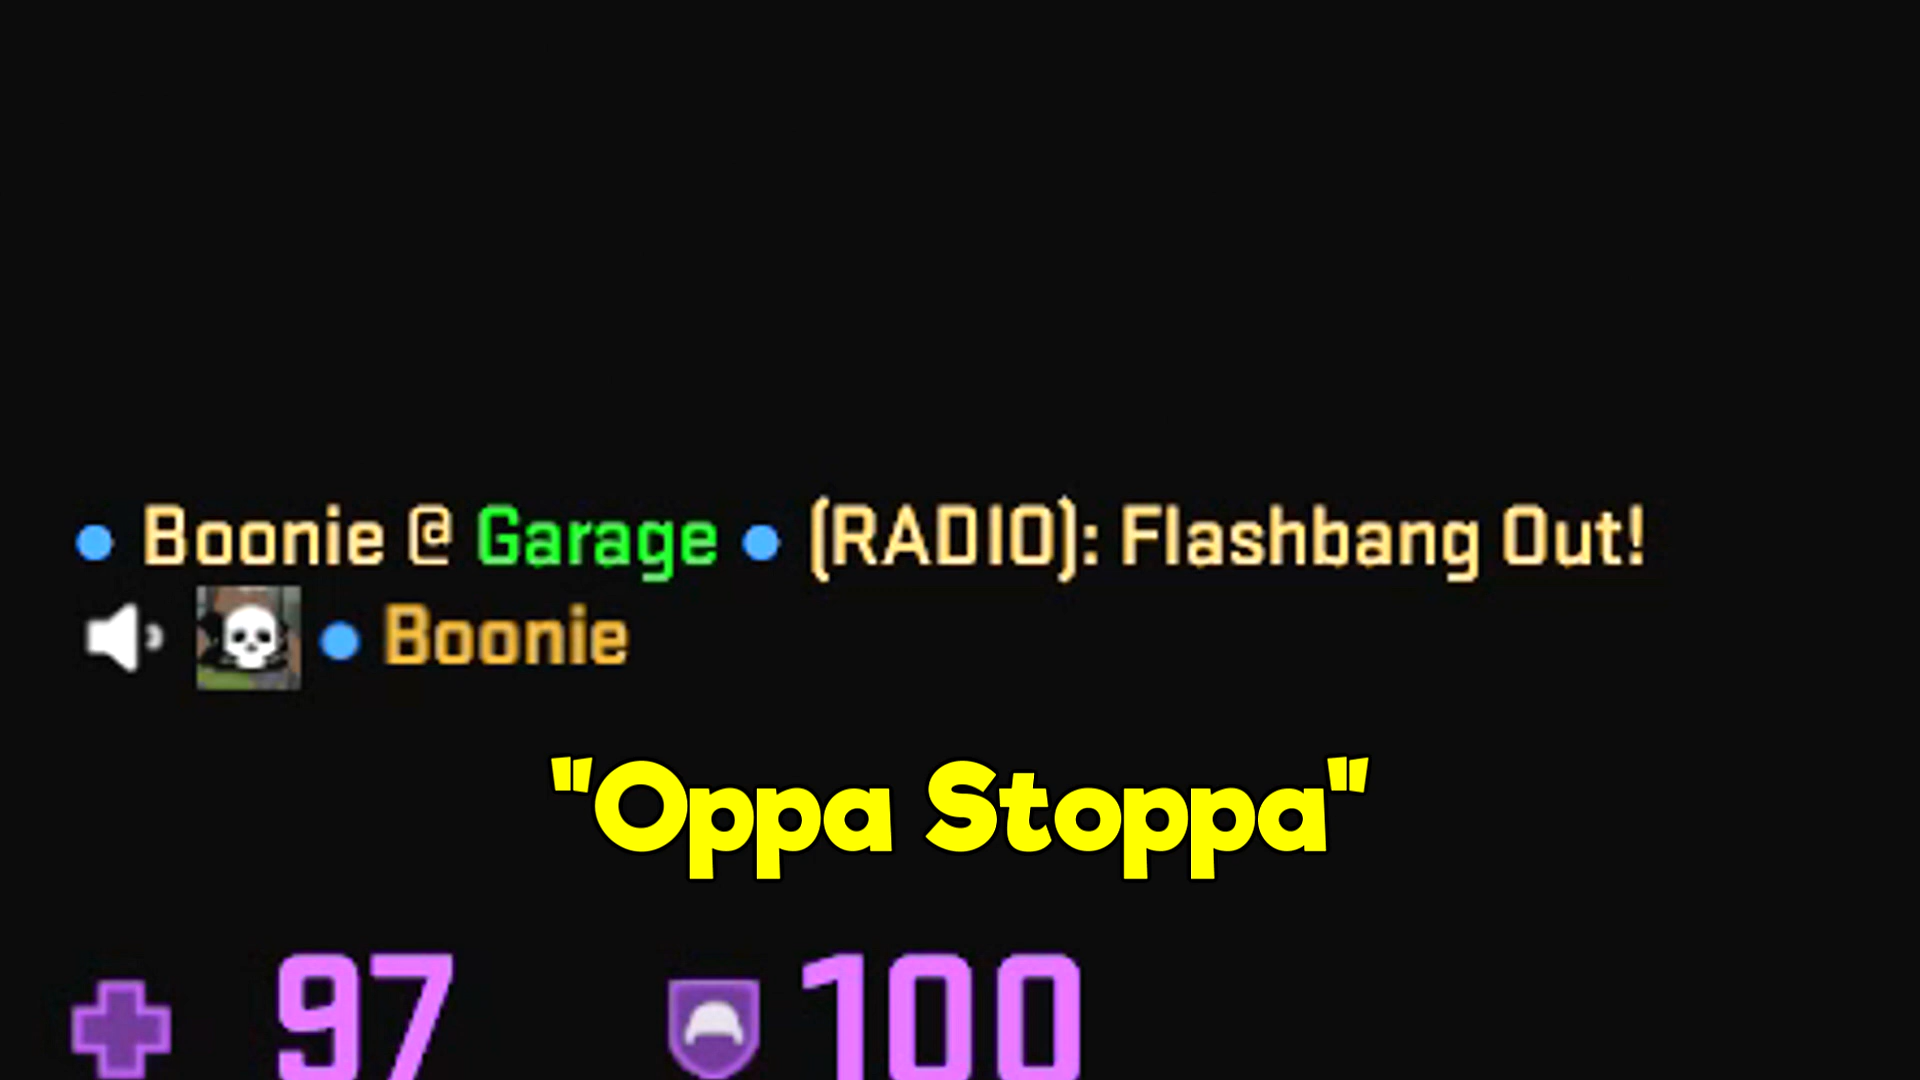 Boonie @ Garage • (RADIO): Flashbang Out!
Boonie
"Oppa Stoppa"
97 100